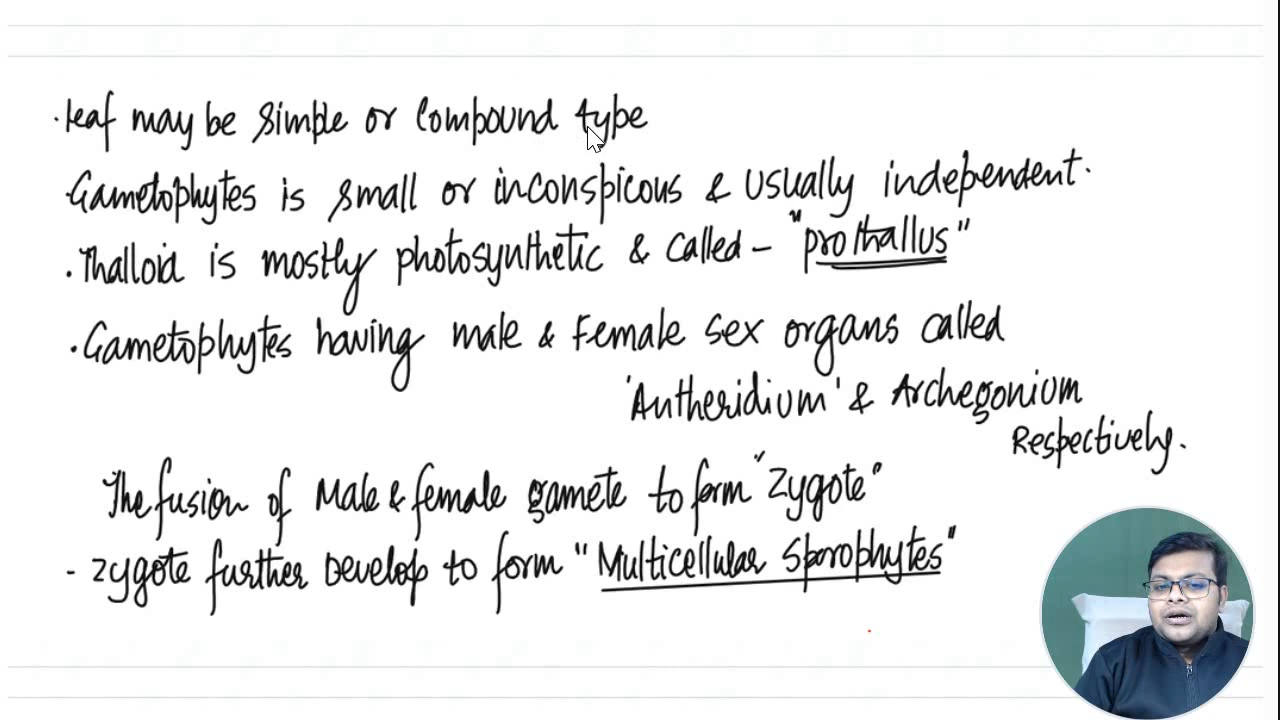 · leaf may be simple or compound type
· Gametophytes is small or inconspicous & usually independent.
· Thalloid is mostly photosynthetic & called – "prothallus"
· Gametophytes having male & Female sex organs called
'Antheridium' & Archegonium
Respectively.
The fusion of Male & female gamete to form "Zygote"
- Zygote further Develop to form "Multicellular Sporophytes"